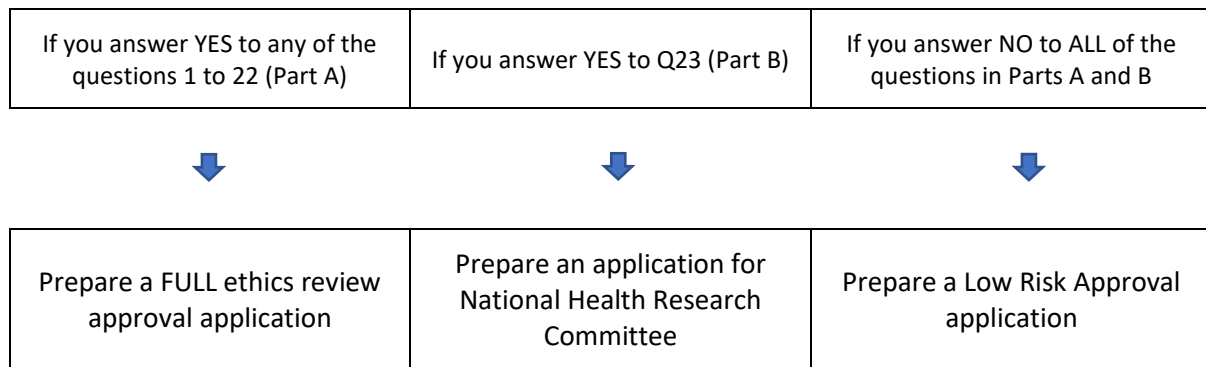 If you answer YES to any of the
questions 1 to 22 (Part A)
If you answer YES to Q23 (Part B)
If you answer NO to ALL of the
questions in Parts A and B
Prepare a FULL ethics review
approval application
Prepare an application for
National Health Research
Committee
Prepare a Low Risk Approval
application